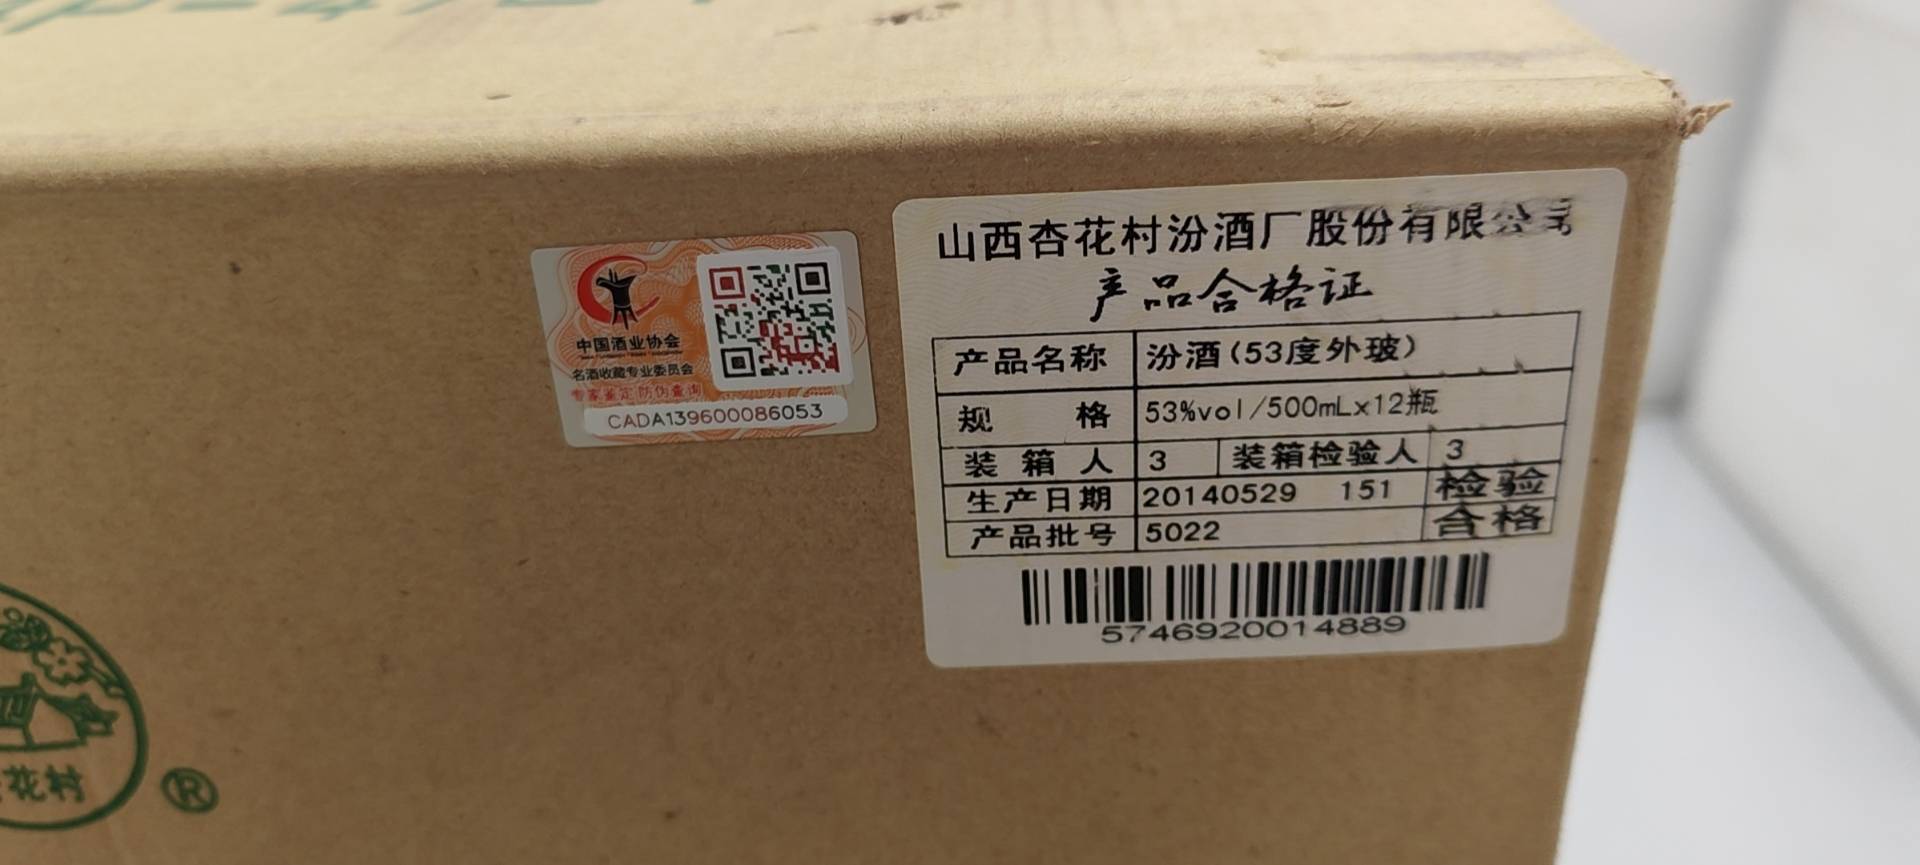 中国酒业协会
名酒收藏专业委员会
专家鉴定 防伪查询
CADA139600086053
山西杏花村汾酒厂股份有限公司
产品合格证
产品名称 汾酒(53度外玻)
规 格 53%vol/500mLx12瓶
装 箱 人 3 装箱检验人 3
生产日期 20140529 151 检验
产品批号 5022 合格
5746920014889
花村
®